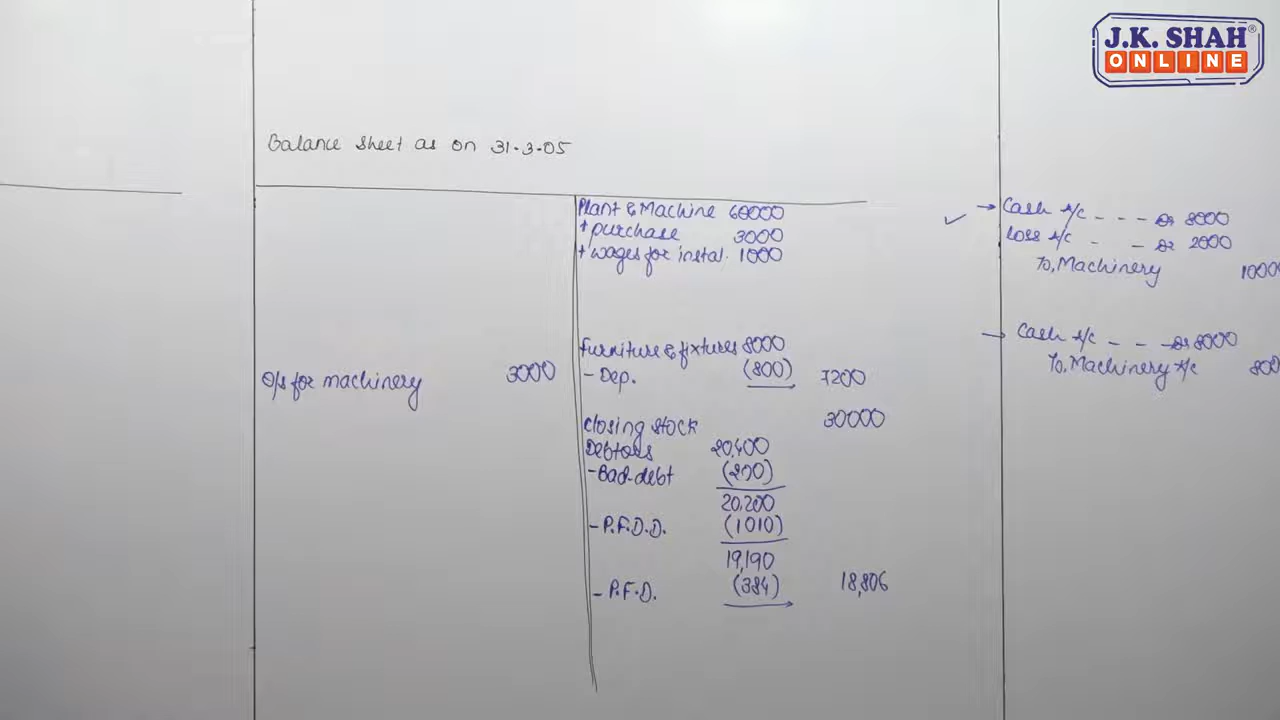 J.K. SHAH®
ONLINE
Balance Sheet as on 31-3-05
Plant & Machine 60000
+ purchase 3000
+ wages for instal. 1000
Furniture & fixtures 8000
- Dep. (800) 7200
O/s for machinery 3000
Closing stock 30000
Debtors 20,400
- Bad-debt (200)
20,200
- P.F.D.D. (1010)
19,190
- P.F.D. (384) 18,806
✓ → Cash A/c - - - Dr 8000
Loss A/c - - Dr 2000
To, Machinery 1000
→ Cash A/c - - - Dr 8000
To, Machinery A/c 800